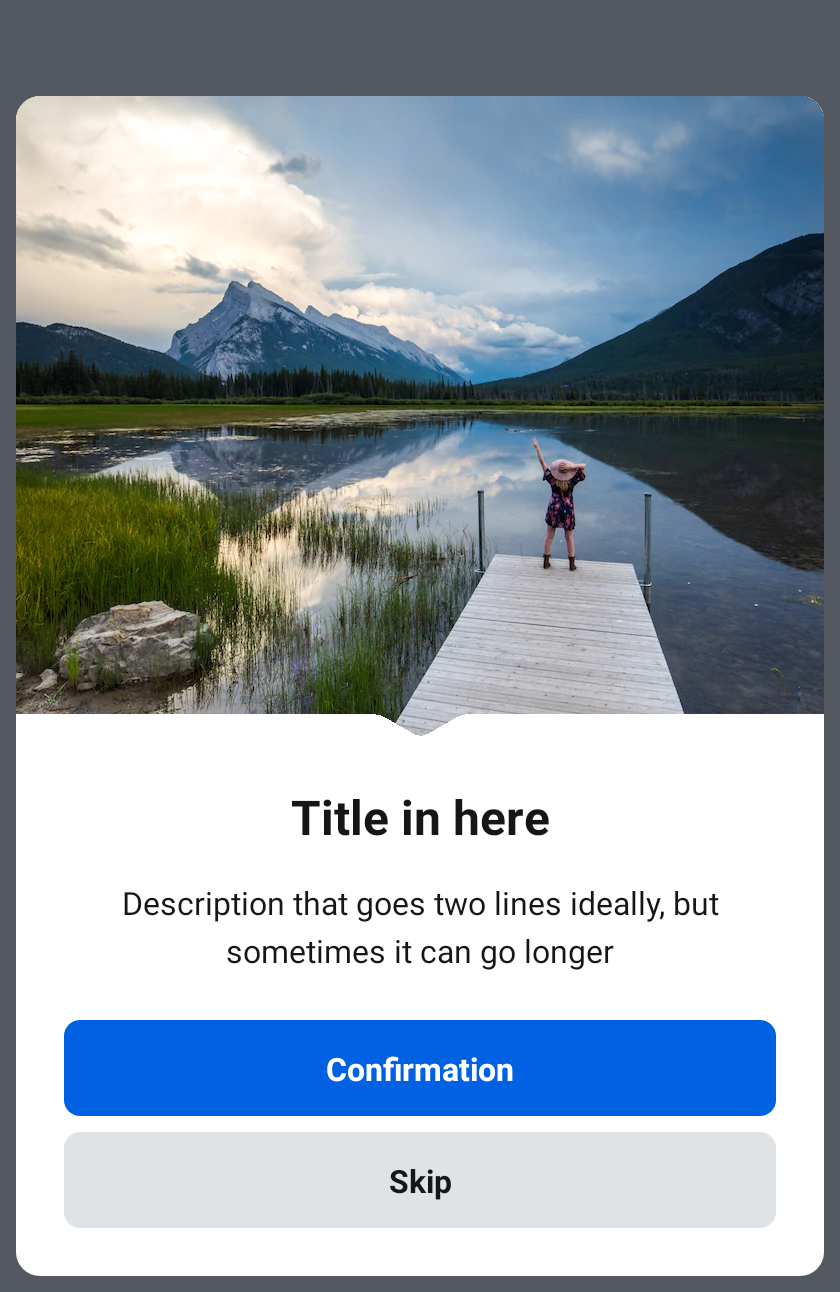 Title in here
Description that goes two lines ideally, but
sometimes it can go longer
Confirmation
Skip